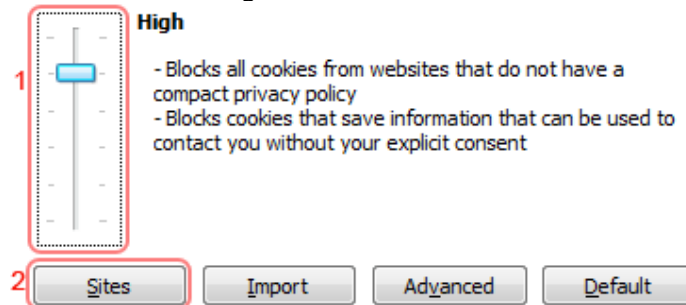 High
- Blocks all cookies from websites that do not have a
compact privacy policy
- Blocks cookies that save information that can be used to
contact you without your explicit consent
1
2
Sites Import Advanced Default